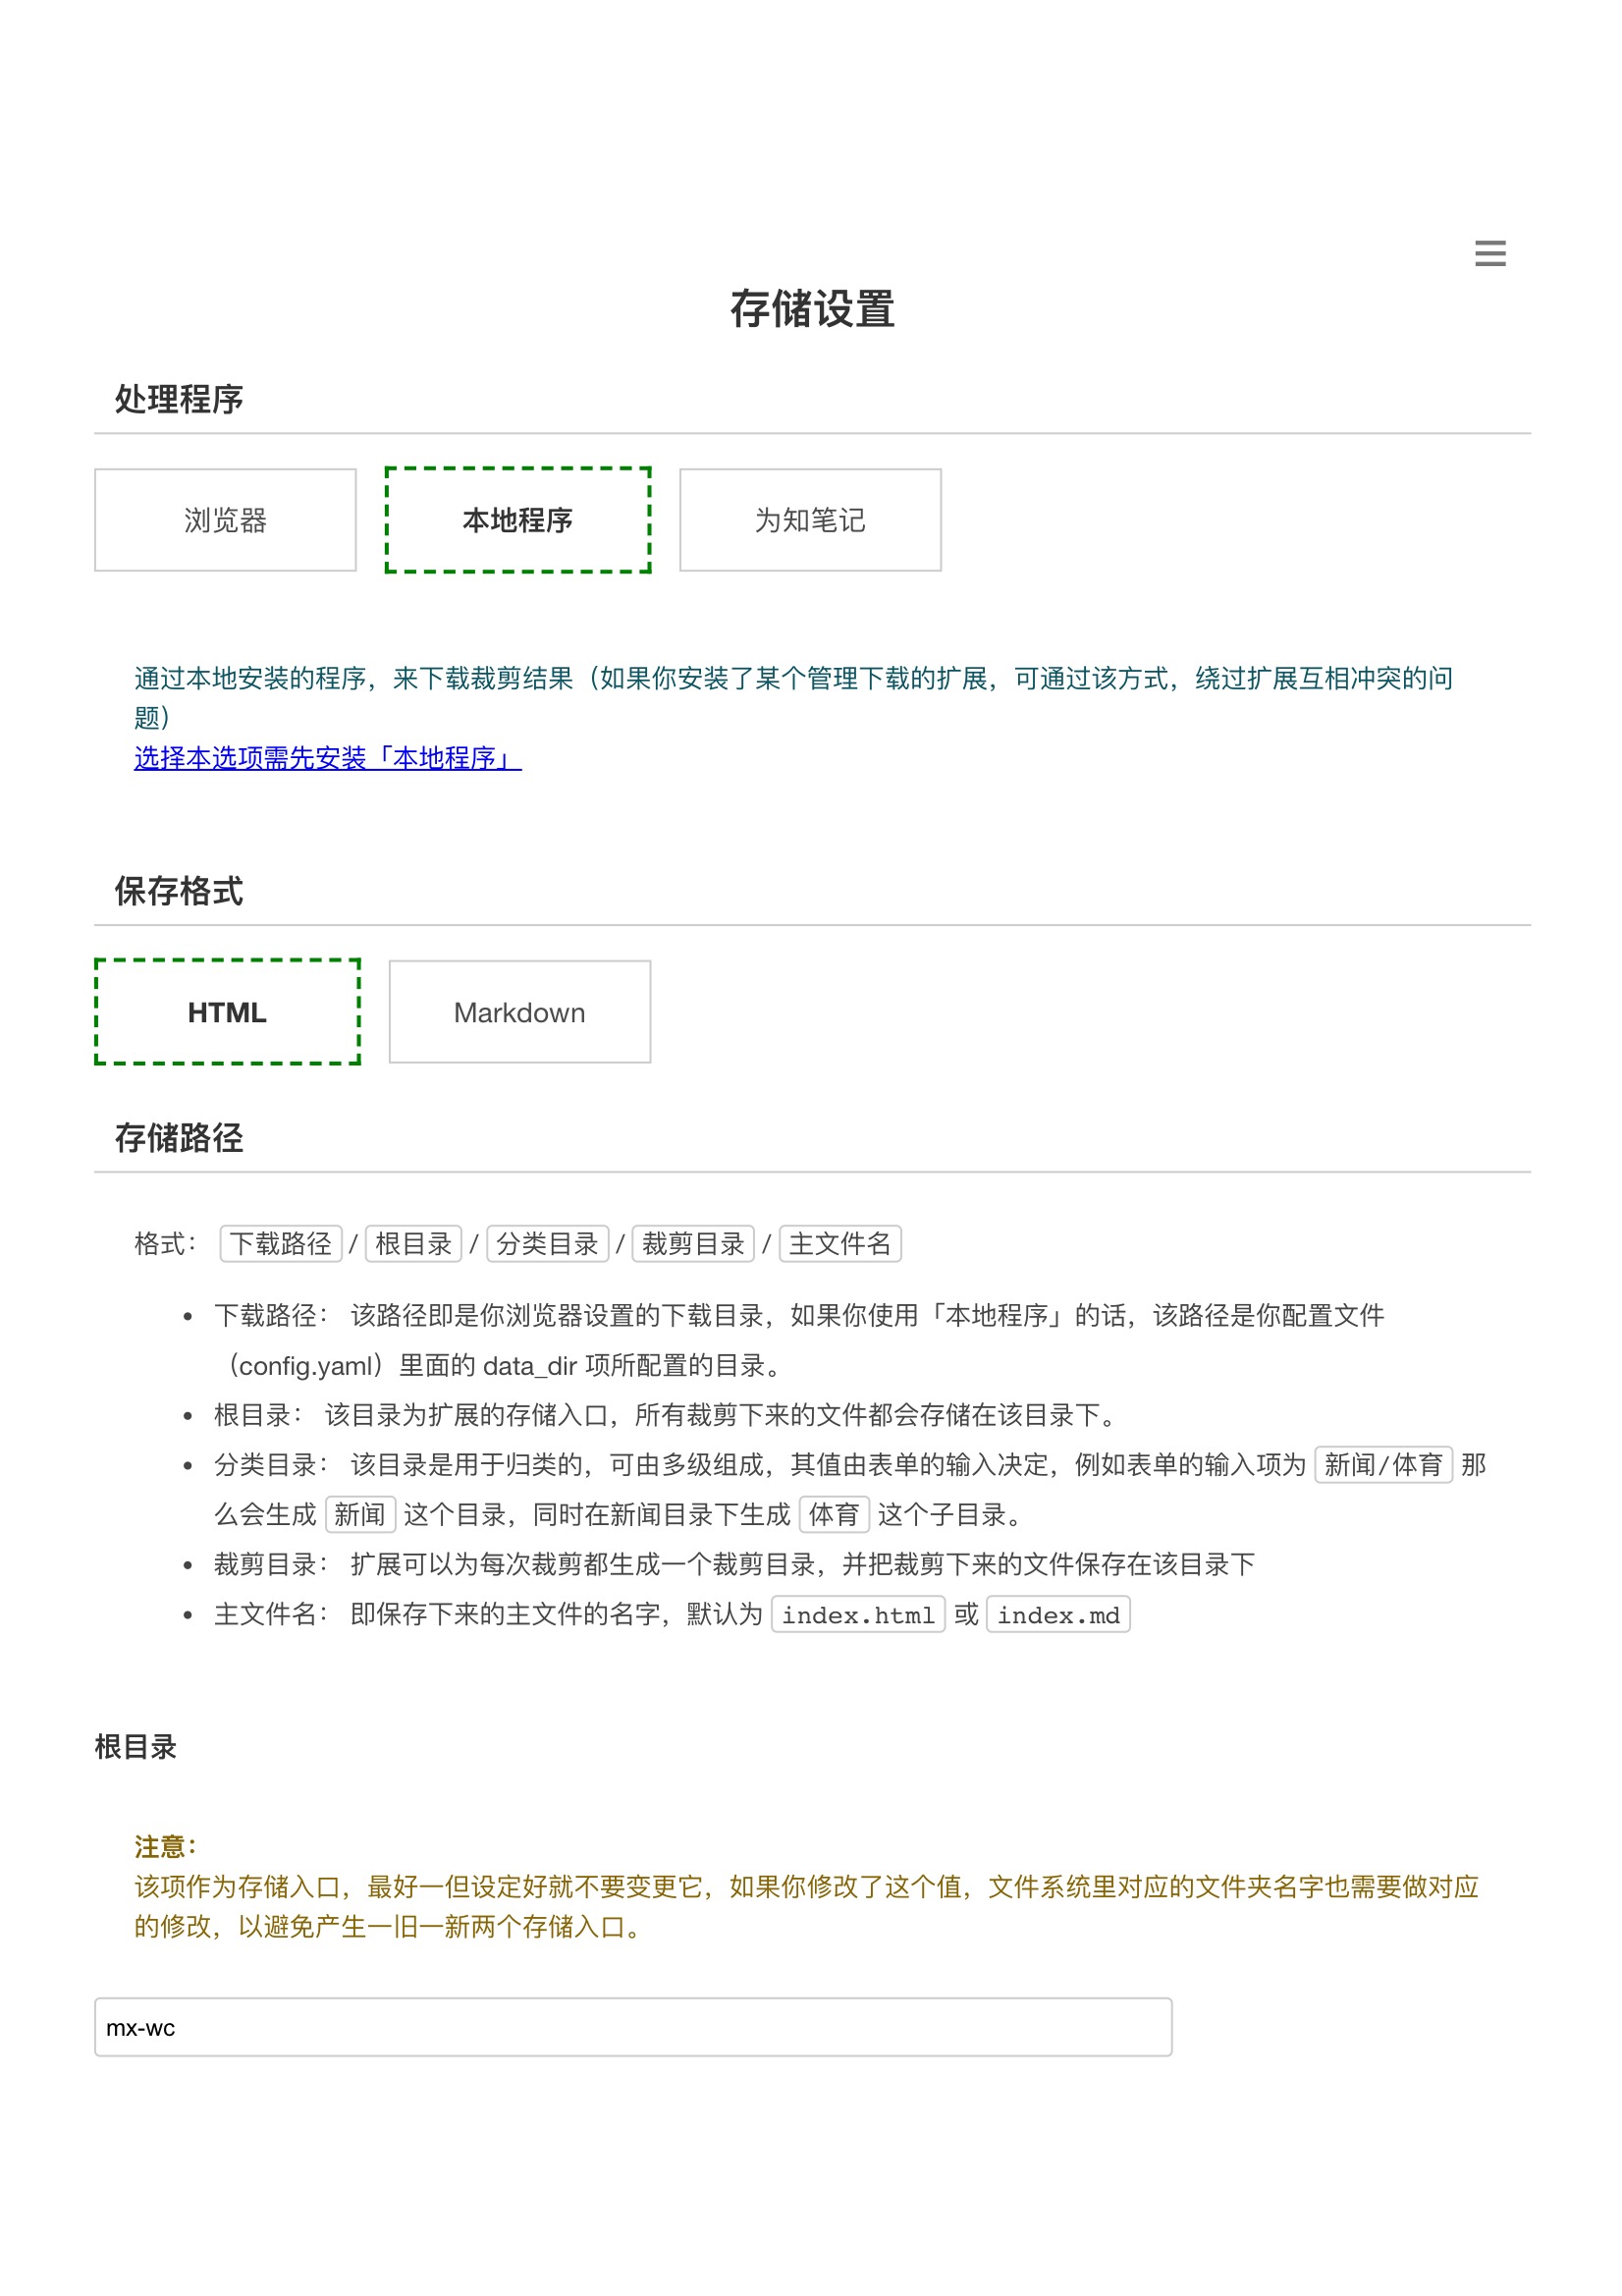 存储设置
处理程序
浏览器 本地程序 为知笔记
通过本地安装的程序，来下载裁剪结果（如果你安装了某个管理下载的扩展，可通过该方式，绕过扩展互相冲突的问
题）
选择本选项需先安装「本地程序」
保存格式
HTML Markdown
存储路径
格式： 下载路径 / 根目录 / 分类目录 / 裁剪目录 / 主文件名
• 下载路径： 该路径即是你浏览器设置的下载目录，如果你使用「本地程序」的话，该路径是你配置文件
（config.yaml）里面的 data_dir 项所配置的目录。
• 根目录： 该目录为扩展的存储入口，所有裁剪下来的文件都会存储在该目录下。
• 分类目录： 该目录是用于归类的，可由多级组成，其值由表单的输入决定，例如表单的输入项为 新闻/体育 那
么会生成 新闻 这个目录，同时在新闻目录下生成 体育 这个子目录。
• 裁剪目录： 扩展可以为每次裁剪都生成一个裁剪目录，并把裁剪下来的文件保存在该目录下
• 主文件名： 即保存下来的主文件的名字，默认为 index.html 或 index.md
根目录
注意：
该项作为存储入口，最好一但设定好就不要变更它，如果你修改了这个值，文件系统里对应的文件夹名字也需要做对应
的修改，以避免产生一旧一新两个存储入口。
mx-wc